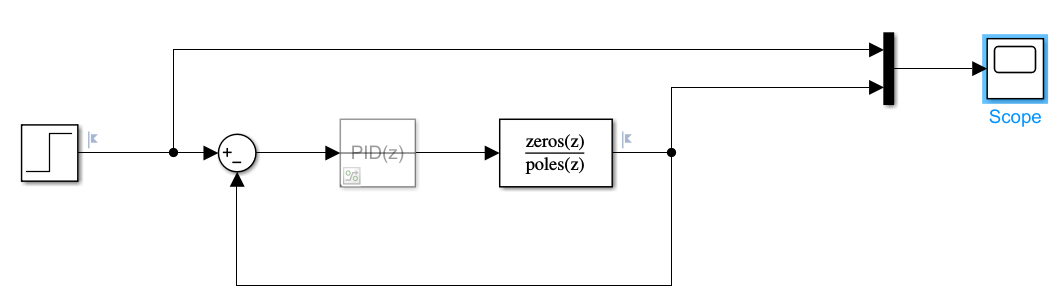 +
−
PID(z)
zeros(z)
poles(z)
Scope